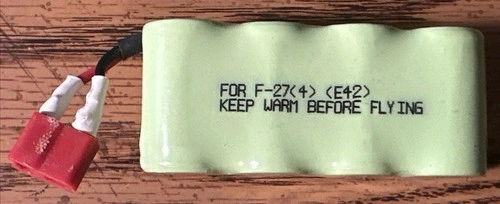 FOR F-27(4) (E42)
KEEP WARM BEFORE FLYING